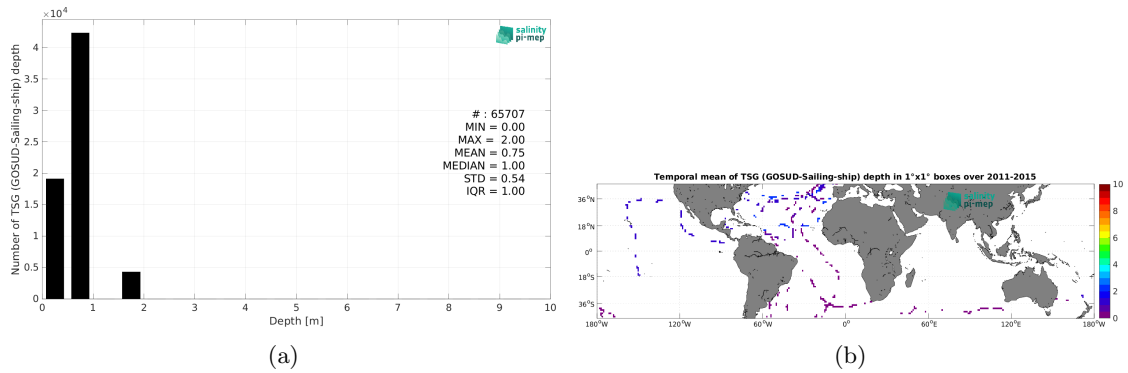 ×10⁴
salinity
pi-mep
Number of TSG (GOSUD-Sailing-ship) depth
4
3.5
3
2.5
2
1.5
1
0.5
0
# : 65707
MIN = 0.00
MAX = 2.00
MEAN = 0.75
MEDIAN = 1.00
STD = 0.54
IQR = 1.00
0 1 2 3 4 5 6 7 8 9 10
Depth [m]
(a)
Temporal mean of TSG (GOSUD-Sailing-ship) depth in 1°x1° boxes over 2011-2015
salinity
pi-mep
36°N
18°N
0°
18°S
36°S
180°W 120°W 60°W 0° 60°E 120°E 180°W
10
8
6
4
2
0
(b)